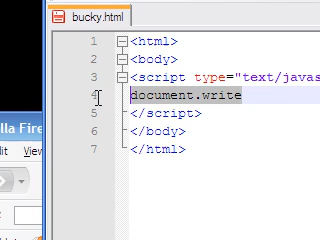 bucky.html
1 <html>
2 <body>
3 <script type="text/javas
4 document.write
5 </script>
6 </body>
7 </html>
lla Fire
it View